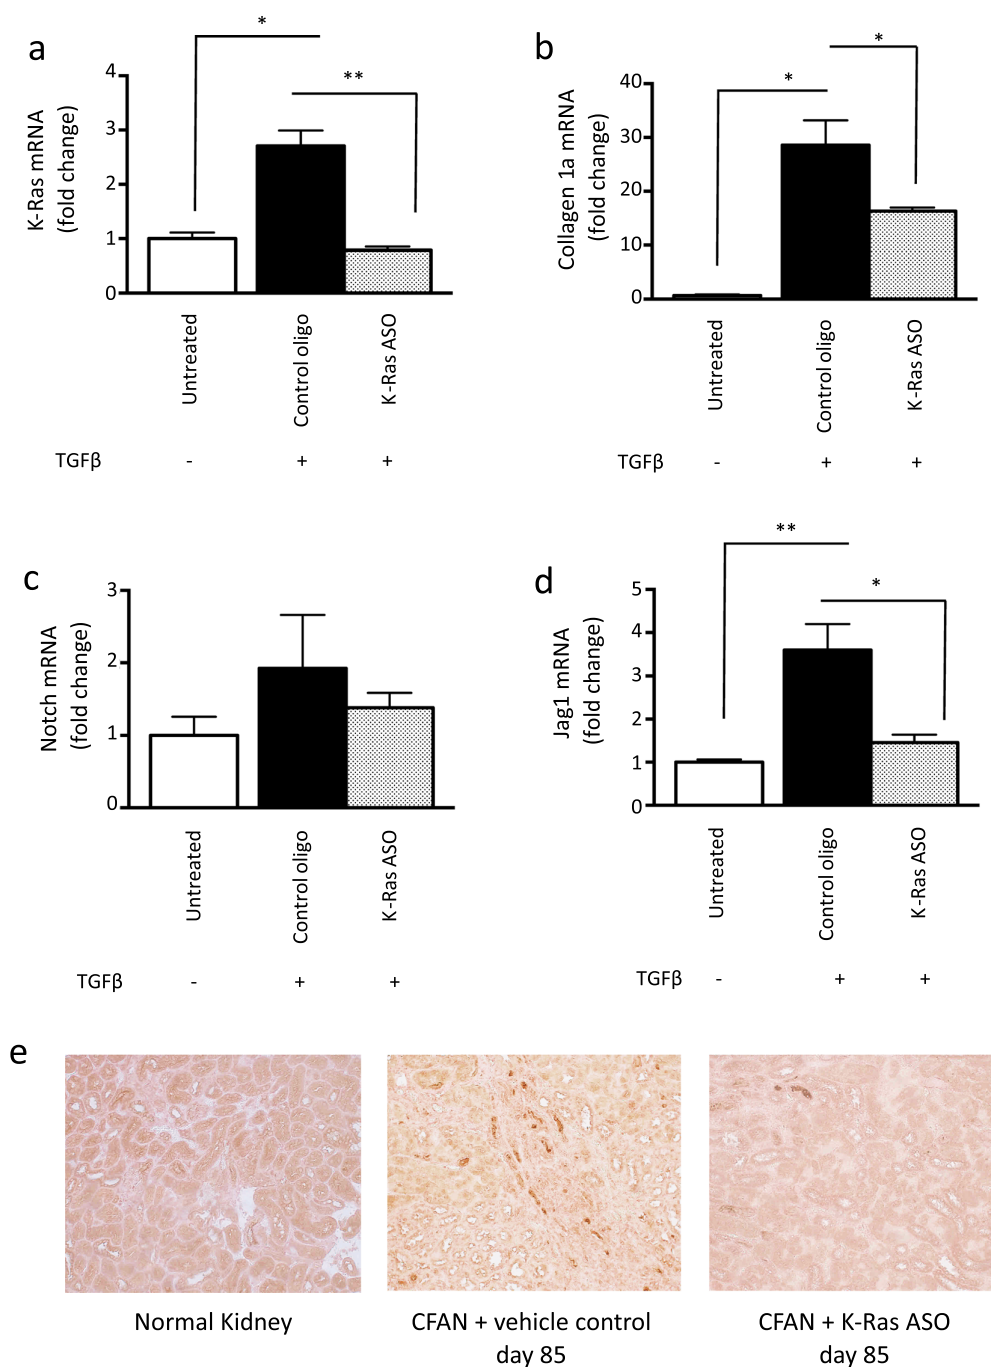 a
*
**
K-Ras mRNA
(fold change)
4
3
2
1
0
Untreated
Control oligo
K-Ras ASO
TGFβ - + +
b
*
*
Collagen 1a mRNA
(fold change)
40
30
20
10
0
Untreated
Control oligo
K-Ras ASO
TGFβ - + +
c
Notch mRNA
(fold change)
3
2
1
0
Untreated
Control oligo
K-Ras ASO
TGFβ - + +
d
**
*
Jag1 mRNA
(fold change)
5
4
3
2
1
0
Untreated
Control oligo
K-Ras ASO
TGFβ - + +
e
Normal Kidney
CFAN + vehicle control
day 85
CFAN + K-Ras ASO
day 85